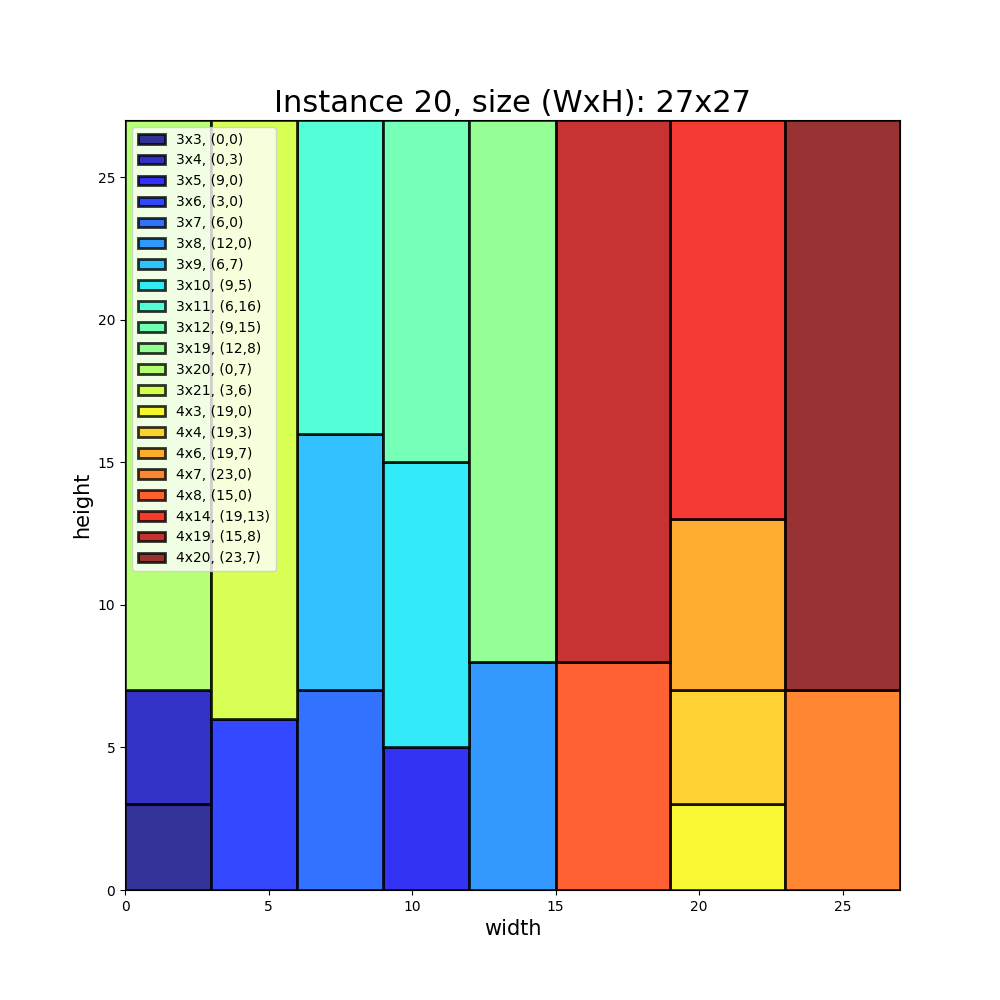 Instance 20, size (WxH): 27x27
3x3, (0,0)
3x4, (0,3)
3x5, (9,0)
3x6, (3,0)
3x7, (6,0)
3x8, (12,0)
3x9, (6,7)
3x10, (9,5)
3x11, (6,16)
3x12, (9,15)
3x19, (12,8)
3x20, (0,7)
3x21, (3,6)
4x3, (19,0)
4x4, (19,3)
4x6, (19,7)
4x7, (23,0)
4x8, (15,0)
4x14, (19,13)
4x19, (15,8)
4x20, (23,7)
25
20
15
10
5
0
height
0 5 10 15 20 25
width